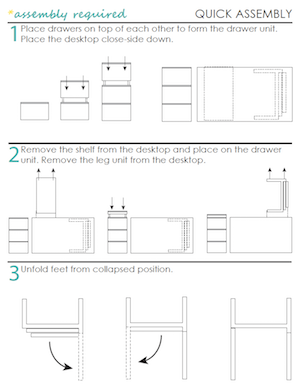 *assembly required QUICK ASSEMBLY
1 Place drawers on top of each other to form the drawer unit.
Place the desktop close-side down.
2 Remove the shelf from the desktop and place on the drawer
unit. Remove the leg unit from the desktop.
3 Unfold feet from collapsed position.